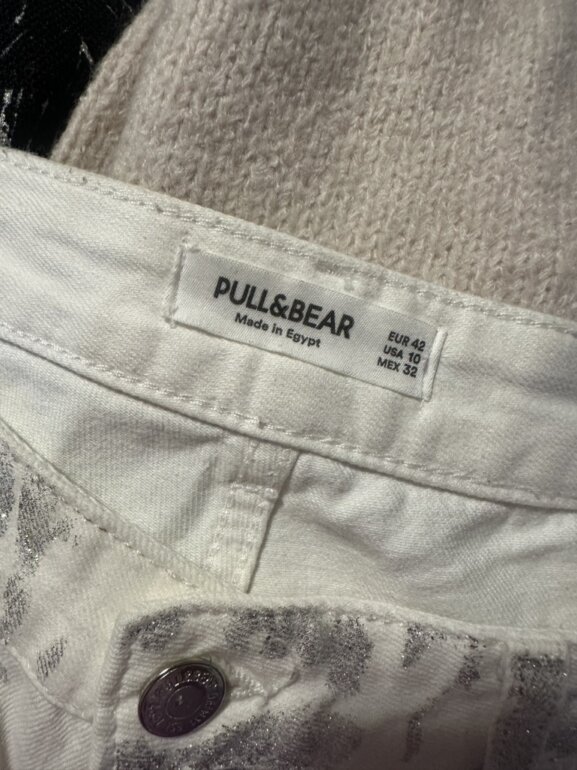 PULL&BEAR
Made in Egypt
EUR 42
USA 10
MEX 32